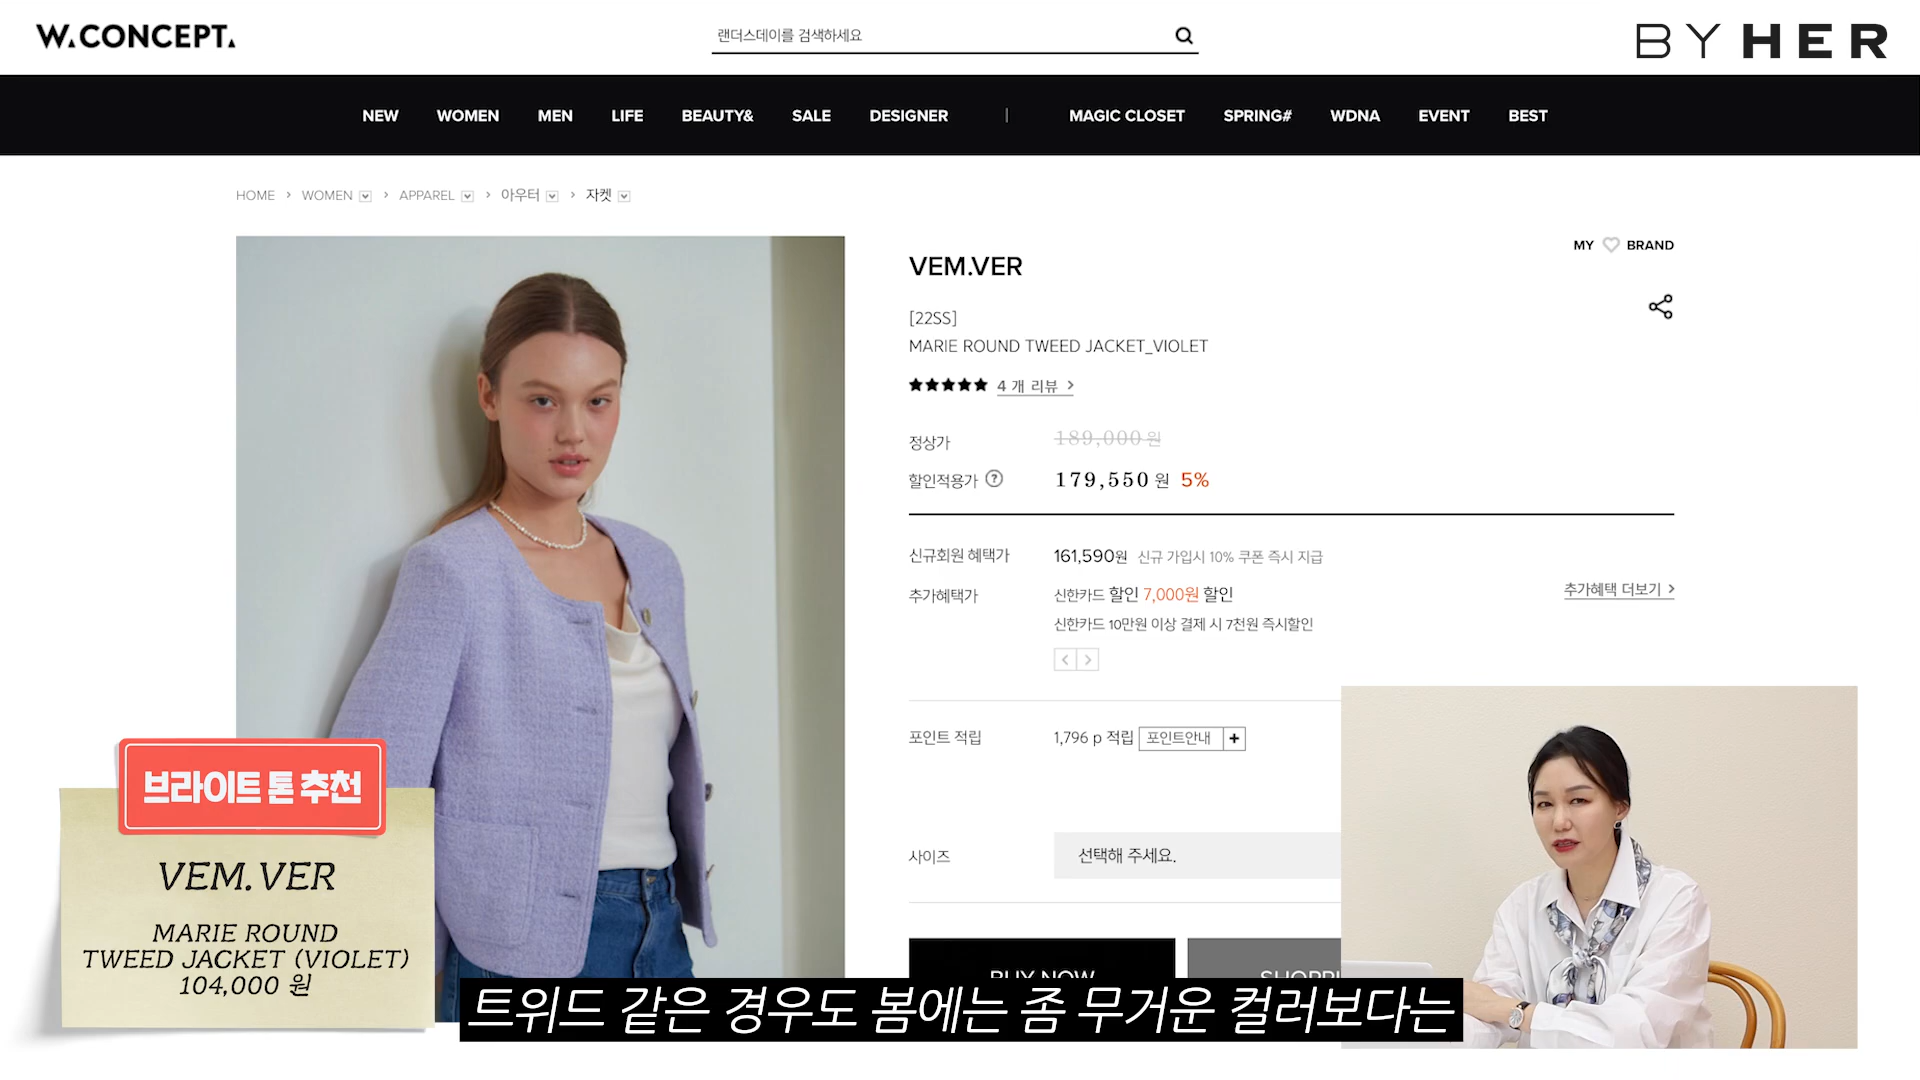 W.CONCEPT.
랜더스데이를 검색하세요
BY HER
NEW WOMEN MEN LIFE BEAUTY& SALE DESIGNER | MAGIC CLOSET SPRING# WDNA EVENT BEST
HOME > WOMEN > APPAREL > 아우터 > 자켓
MY BRAND
VEM.VER
[22SS]
MARIE ROUND TWEED JACKET_VIOLET
★★★★★ 4 개 리뷰 >
정상가 189,000 원
할인적용가 ? 179,550 원 5%
신규회원 혜택가 161,590원 신규 가입시 10% 쿠폰 즉시 지급
추가혜택가 신한카드 할인 7,000원 할인
추가혜택 더보기 >
신한카드 10만원 이상 결제 시 7천원 즉시할인
< >
포인트 적립 1,796 p 적립 포인트안내 +
사이즈 선택해 주세요.
BUY NOW
브라이트 톤 추천
VEM.VER
MARIE ROUND
TWEED JACKET (VIOLET)
104,000 원
트위드 같은 경우도 봄에는 좀 무거운 컬러보다는